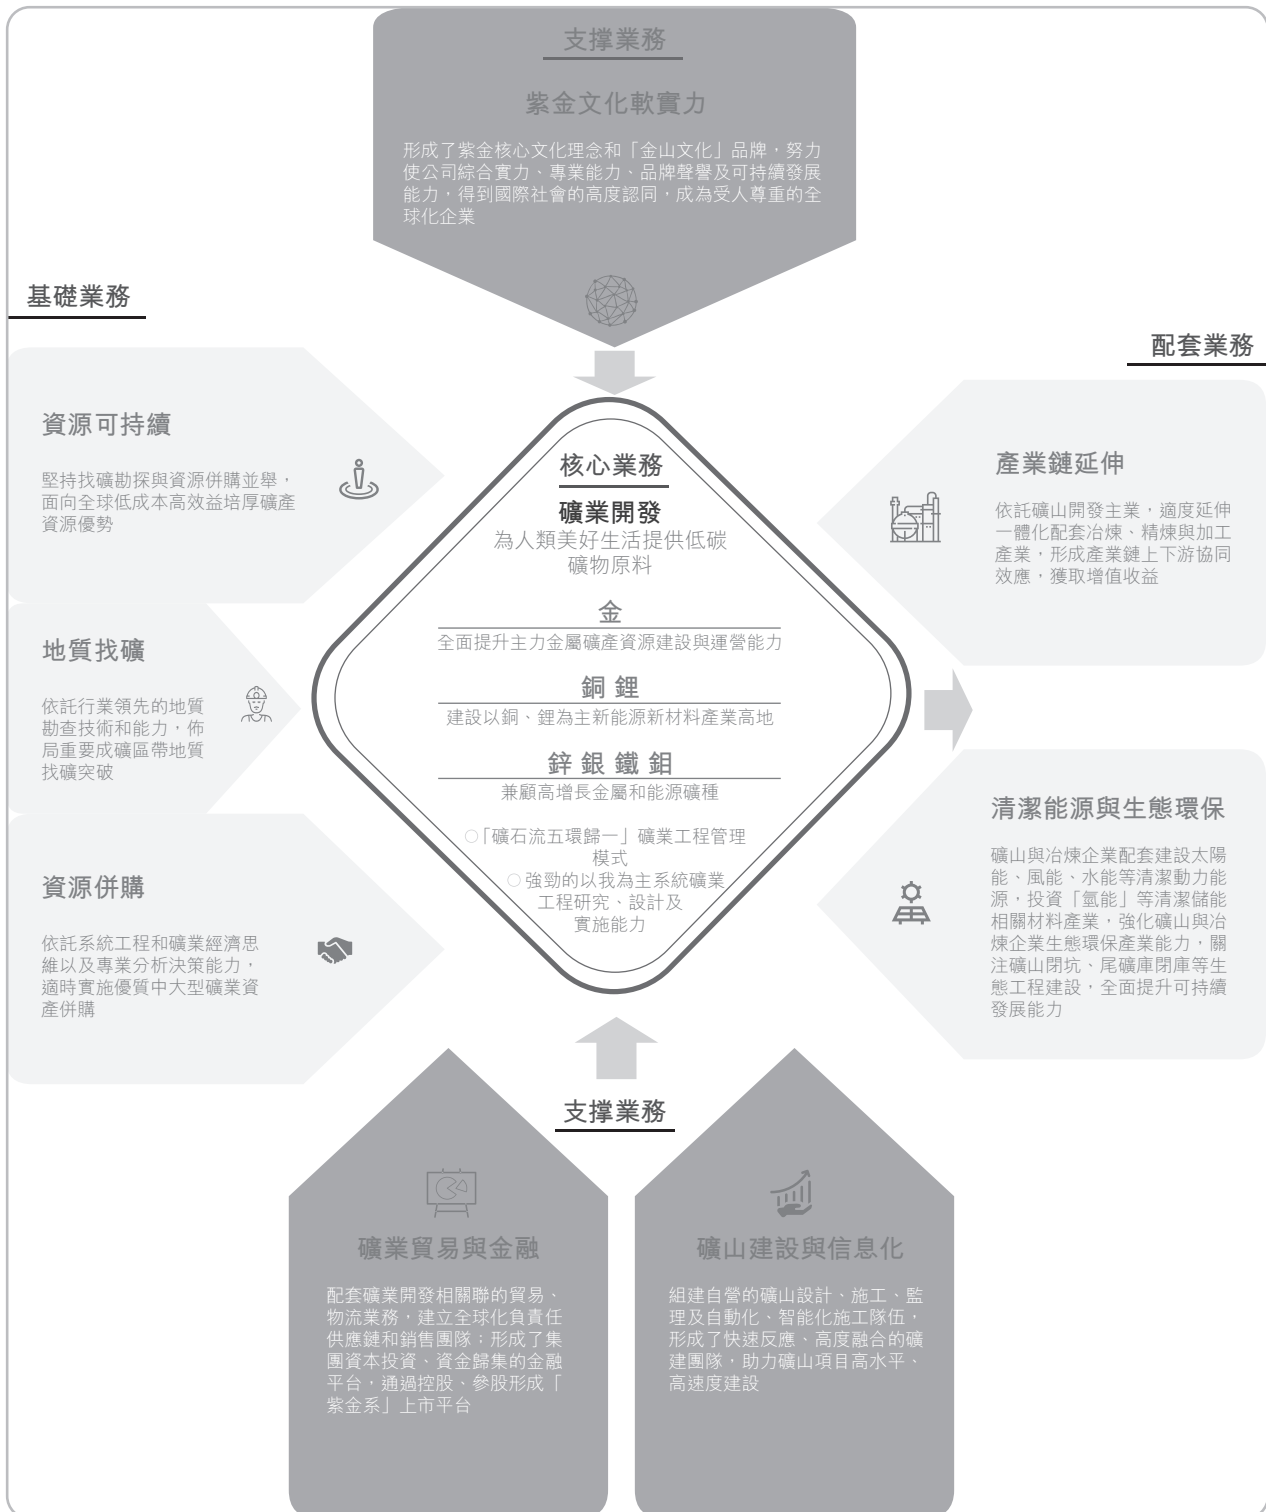 支撐業務
紫金文化軟實力
形成了紫金核心文化理念和「金山文化」品牌，努力
使公司綜合實力、專業能力、品牌聲譽及可持續發展
能力，得到國際社會的高度認同，成為受人尊重的全
球化企業
基礎業務
資源可持續
堅持找礦勘探與資源併購並舉，
面向全球低成本高效益培厚礦產
資源優勢
地質找礦
依託行業領先的地質
勘查技術和能力，佈
局重要成礦區帶地質
找礦突破
資源併購
依託系統工程和礦業經濟思
維以及專業分析決策能力，
適時實施優質中大型礦業資
產併購
核心業務
礦業開發
為人類美好生活提供低碳
礦物原料
金
全面提升主力金屬礦產資源建設與運營能力
銅 鋰
建設以銅、鋰為主新能源新材料產業高地
鋅 銀 鐵 鉬
兼顧高增長金屬和能源礦種
○「礦石流五環歸一」礦業工程管理
模式
○ 強勁的以我為主系統礦業
工程研究、設計及
實施能力
配套業務
產業鏈延伸
依託礦山開發主業，適度延伸
一體化配套冶煉、精煉與加工
產業，形成產業鏈上下游協同
效應，獲取增值收益
清潔能源與生態環保
礦山與冶煉企業配套建設太陽
能、風能、水能等清潔動力能
源，投資「氫能」等清潔儲能
相關材料產業，強化礦山與冶
煉企業生態環保產業能力，關
注礦山閉坑、尾礦庫閉庫等生
態工程建設，全面提升可持續
發展能力
支撐業務
礦業貿易與金融
配套礦業開發相關聯的貿易、
物流業務，建立全球化負責任
供應鏈和銷售團隊；形成了集
團資本投資、資金歸集的金融
平台，通過控股、參股形成「
紫金系」上市平台
礦山建設與信息化
組建自營的礦山設計、施工、監
理及自動化、智能化施工隊伍，
形成了快速反應、高度融合的礦
建團隊，助力礦山項目高水平、
高速度建設